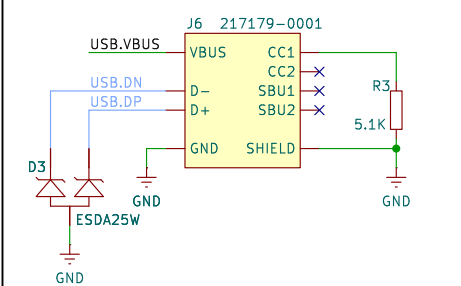 J6 217179-0001
USB.VBUS VBUS CC1
CC2
USB.DN D- SBU1 R3
USB.DP D+ SBU2
5.1K
GND SHIELD
D3
GND GND
ESDA25W
GND